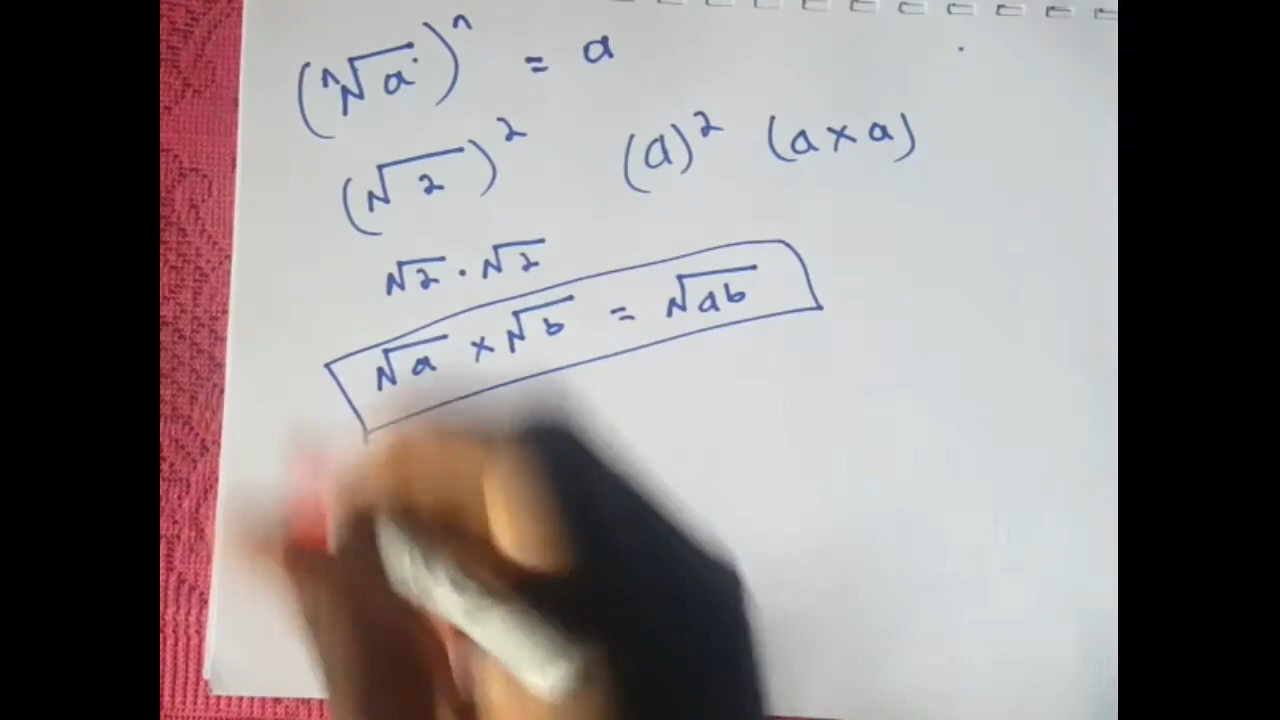 (ⁿ√a)ⁿ = a
(√2)² (a)² (a×a)
√2 · √2
√a × √b = √ab